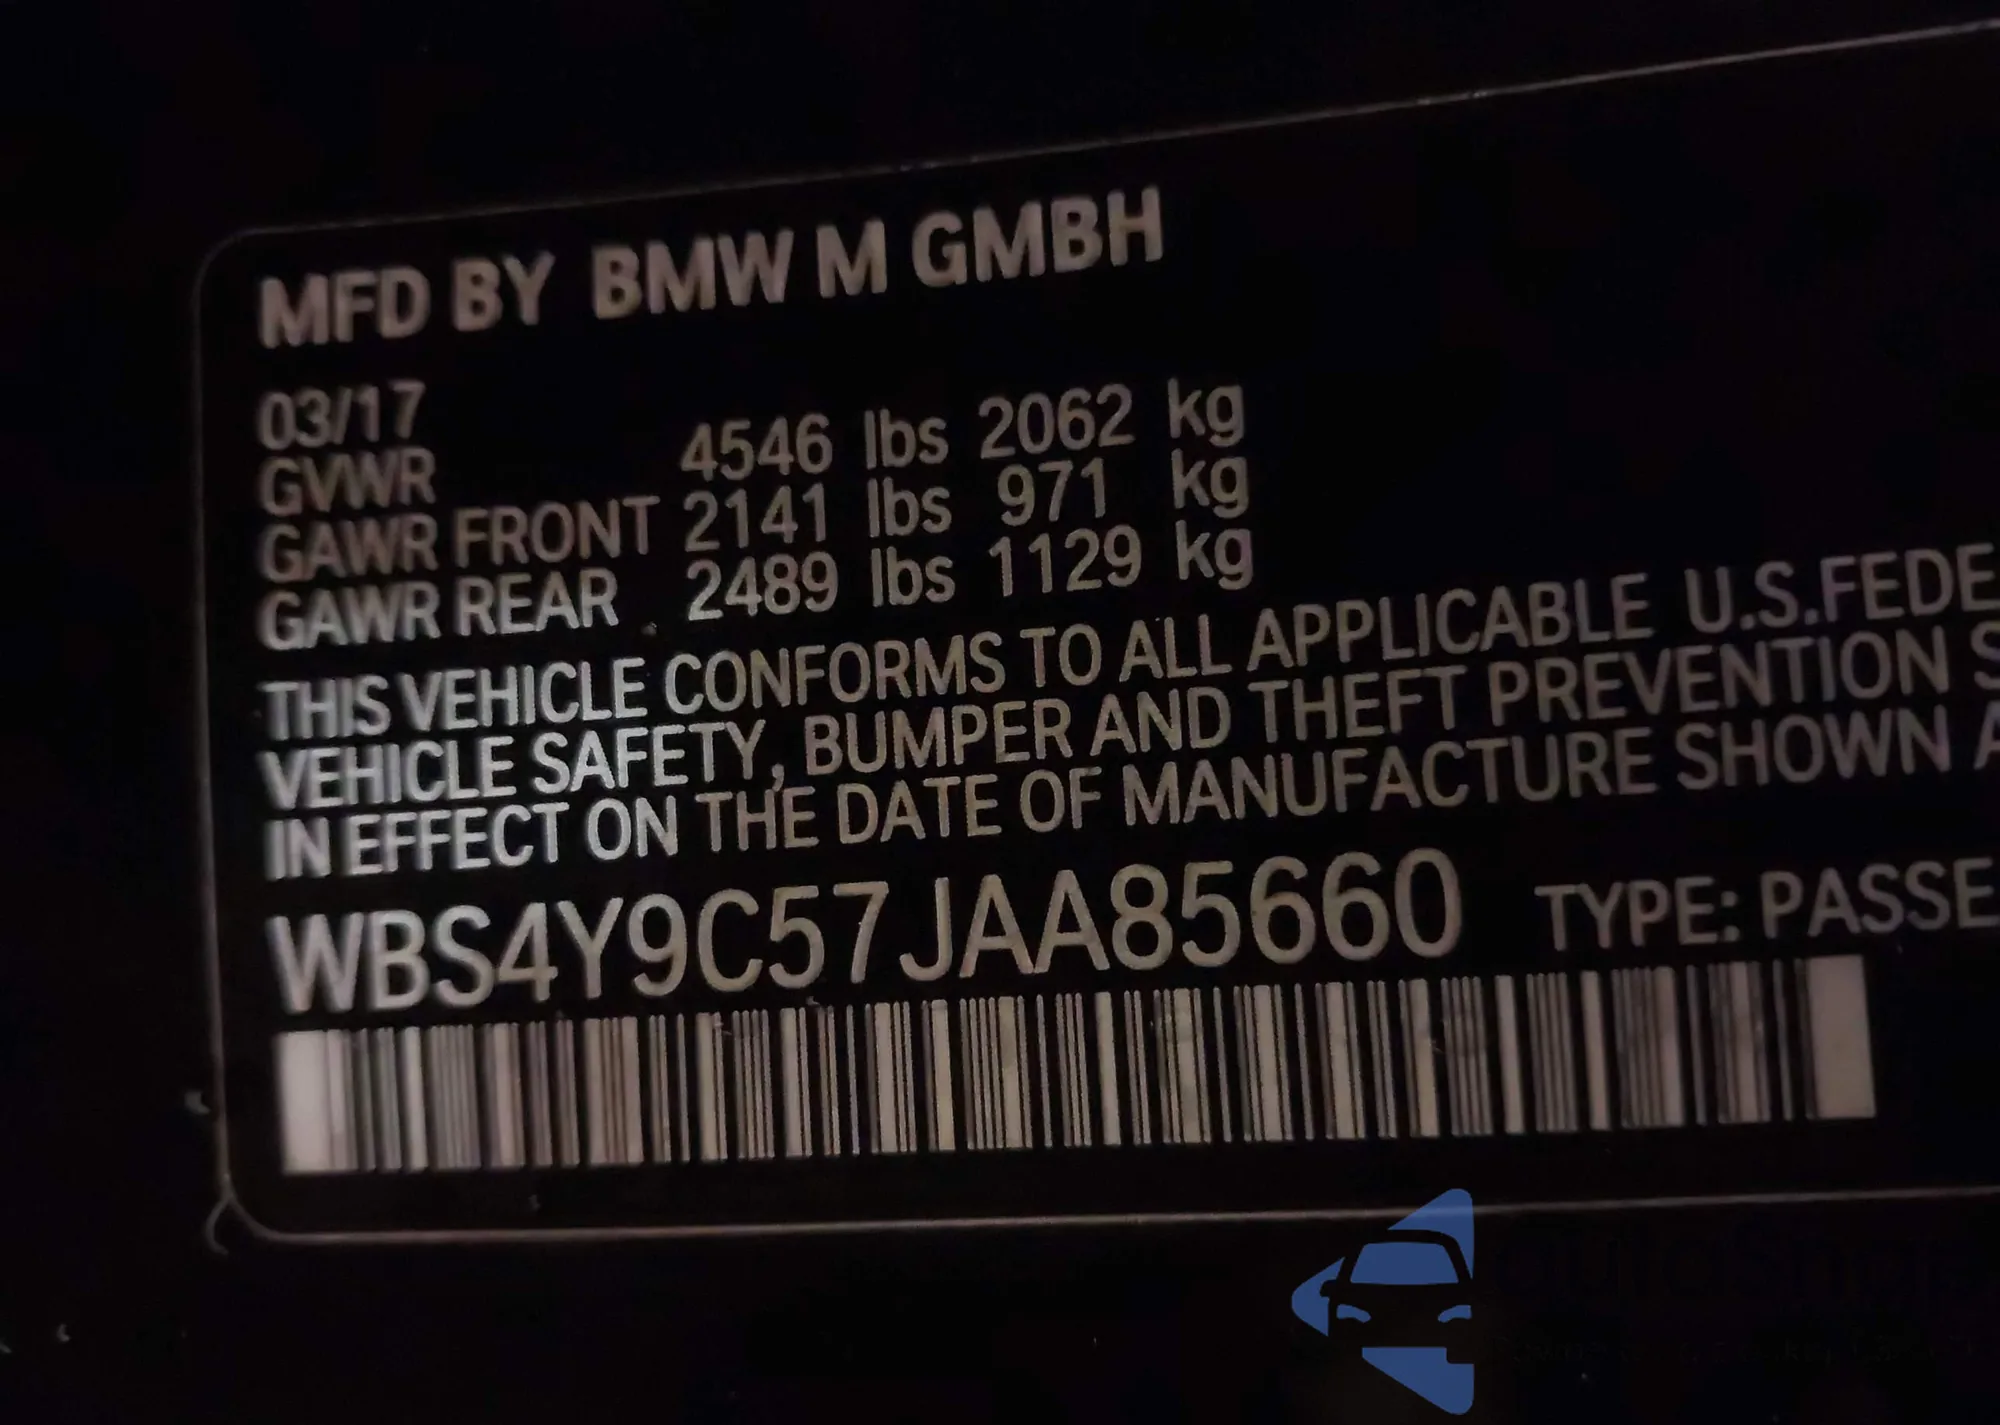 MFD BY BMW M GMBH
03/17
GVWR 4546 lbs 2062 kg
GAWR FRONT 2141 lbs 971 kg
GAWR REAR 2489 lbs 1129 kg
THIS VEHICLE CONFORMS TO ALL APPLICABLE U.S.FEDE
VEHICLE SAFETY, BUMPER AND THEFT PREVENTION S
IN EFFECT ON THE DATE OF MANUFACTURE SHOWN A
WBS4Y9C57JAA85660 TYPE: PASSE